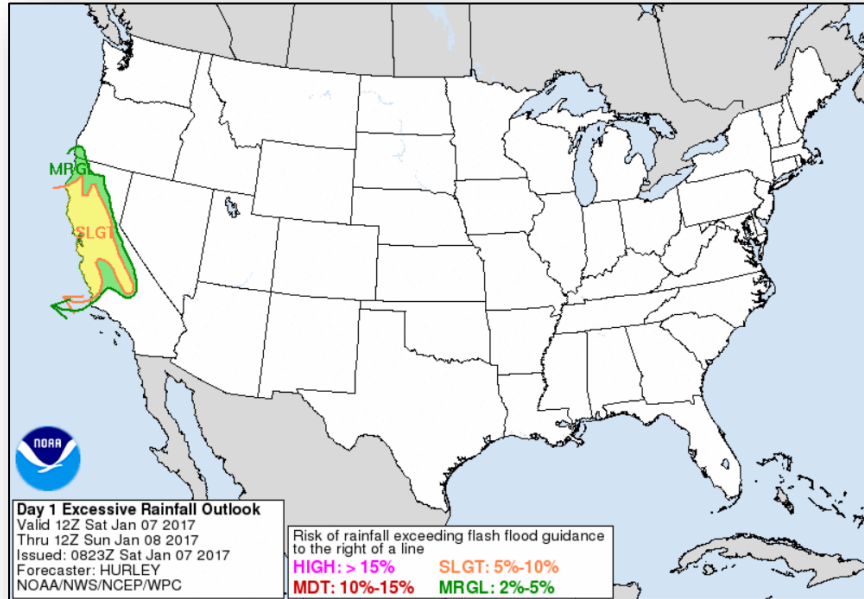 MRGL
SLGT
NOAA
Day 1 Excessive Rainfall Outlook
Valid 12Z Sat Jan 07 2017
Thru 12Z Sun Jan 08 2017
Issued: 0823Z Sat Jan 07 2017
Forecaster: HURLEY
NOAA/NWS/NCEP/WPC
Risk of rainfall exceeding flash flood guidance
to the right of a line
HIGH: > 15% SLGT: 5%-10%
MDT: 10%-15% MRGL: 2%-5%